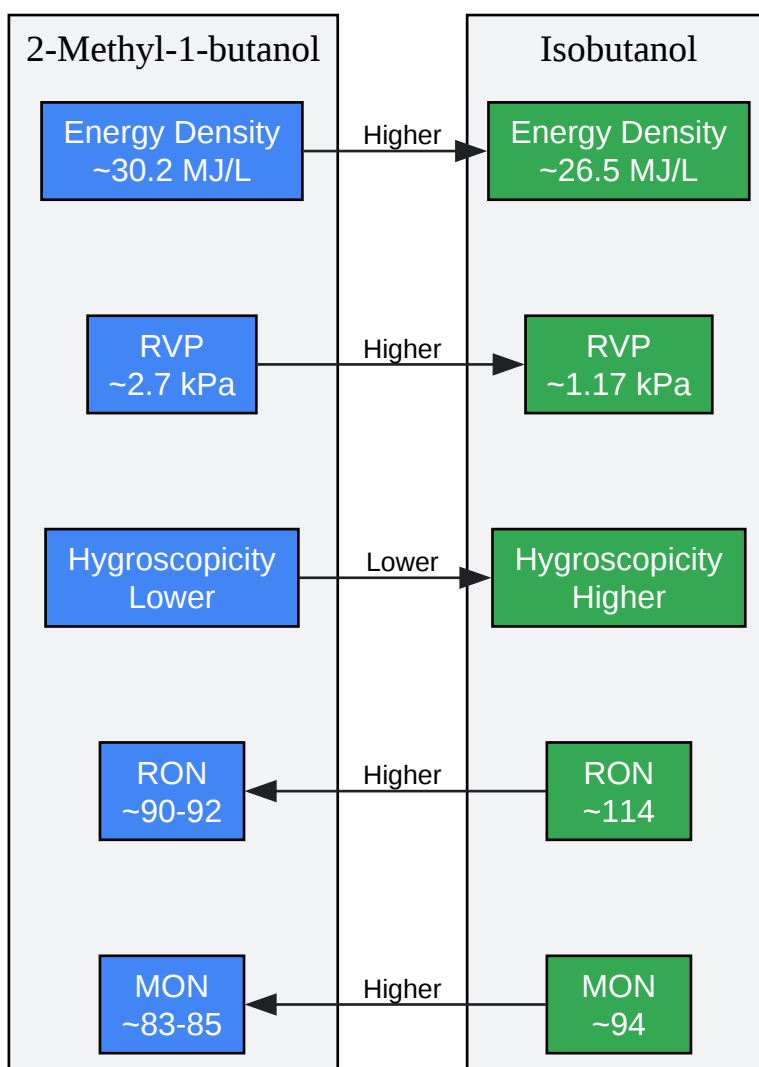 2-Methyl-1-butanol
Isobutanol
Energy Density
~30.2 MJ/L
Higher
Energy Density
~26.5 MJ/L
RVP
~2.7 kPa
Higher
RVP
~1.17 kPa
Hygroscopicity
Lower
Lower
Hygroscopicity
Higher
RON
~90-92
Higher
RON
~114
MON
~83-85
Higher
MON
~94